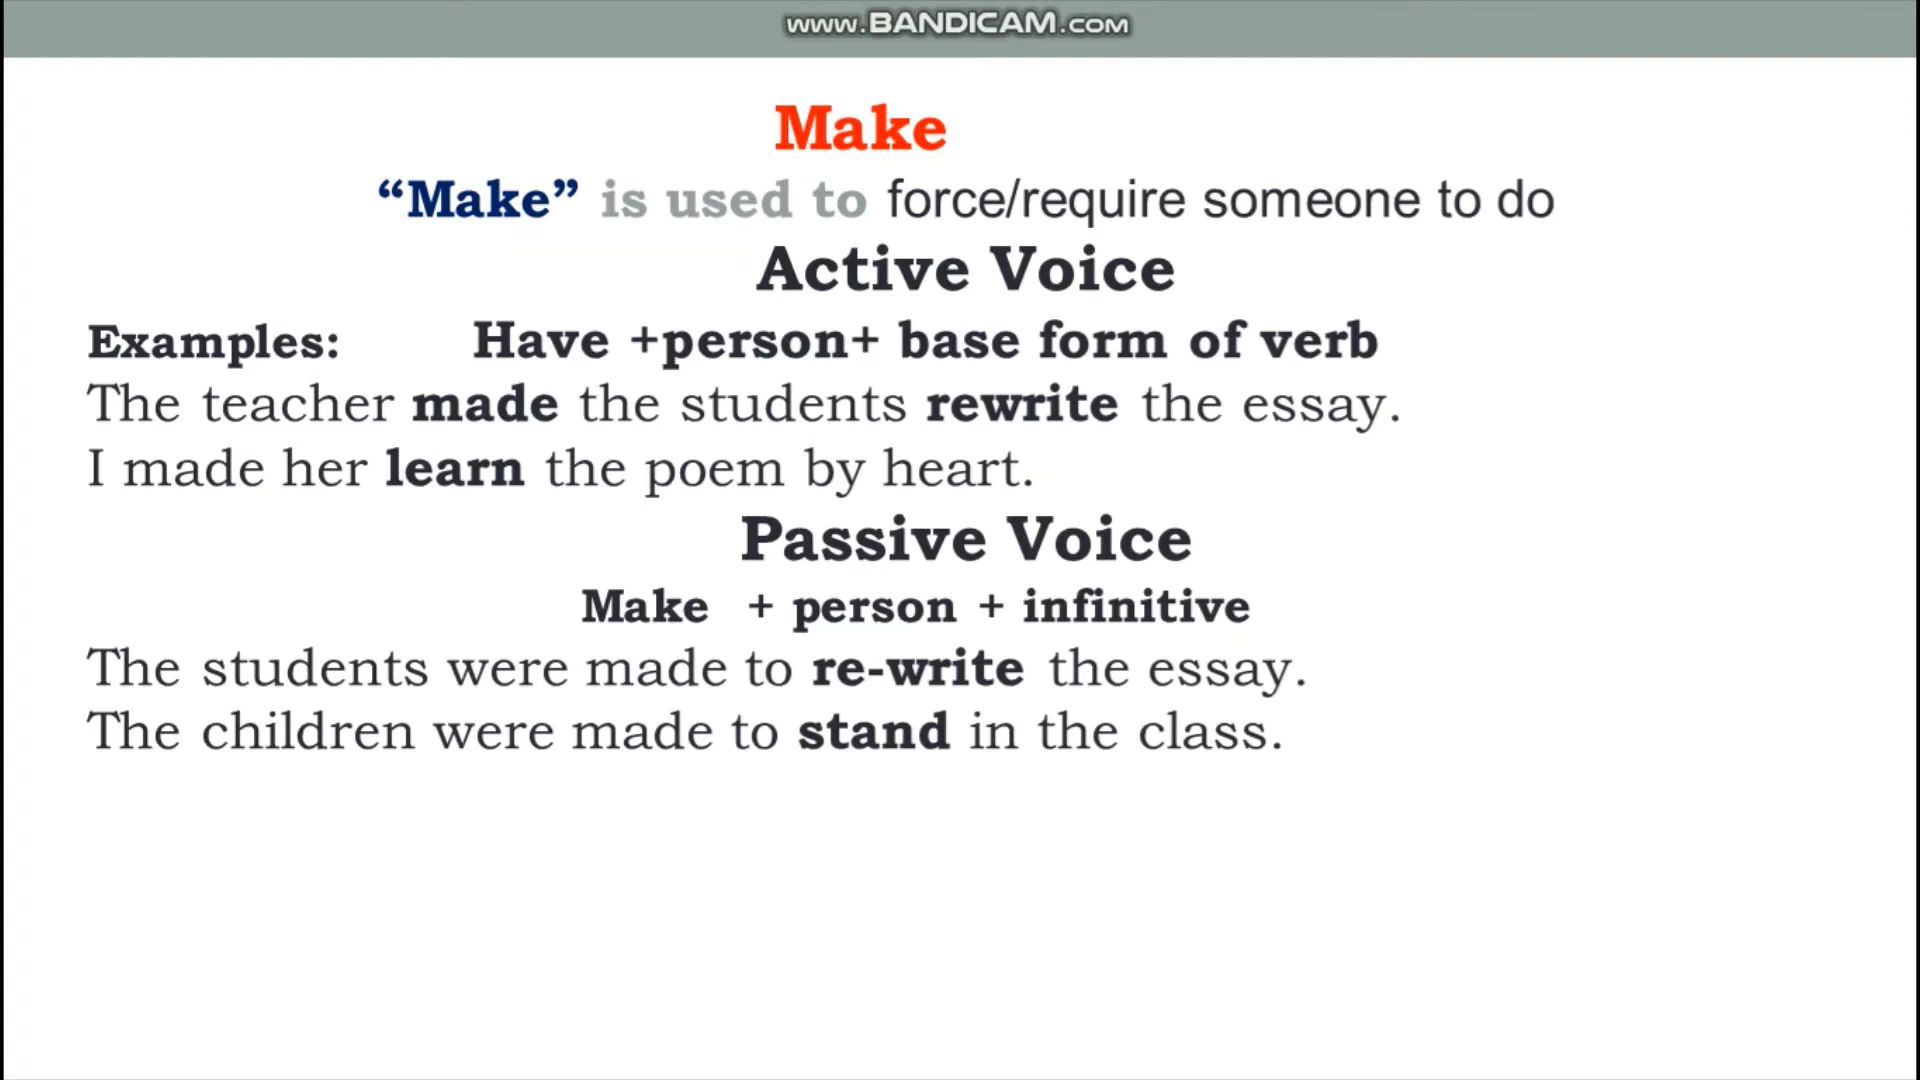 www.BANDICAM.com
Make
“Make” is used to force/require someone to do
Active Voice
Examples: Have +person+ base form of verb
The teacher made the students rewrite the essay.
I made her learn the poem by heart.
Passive Voice
Make + person + infinitive
The students were made to re-write the essay.
The children were made to stand in the class.